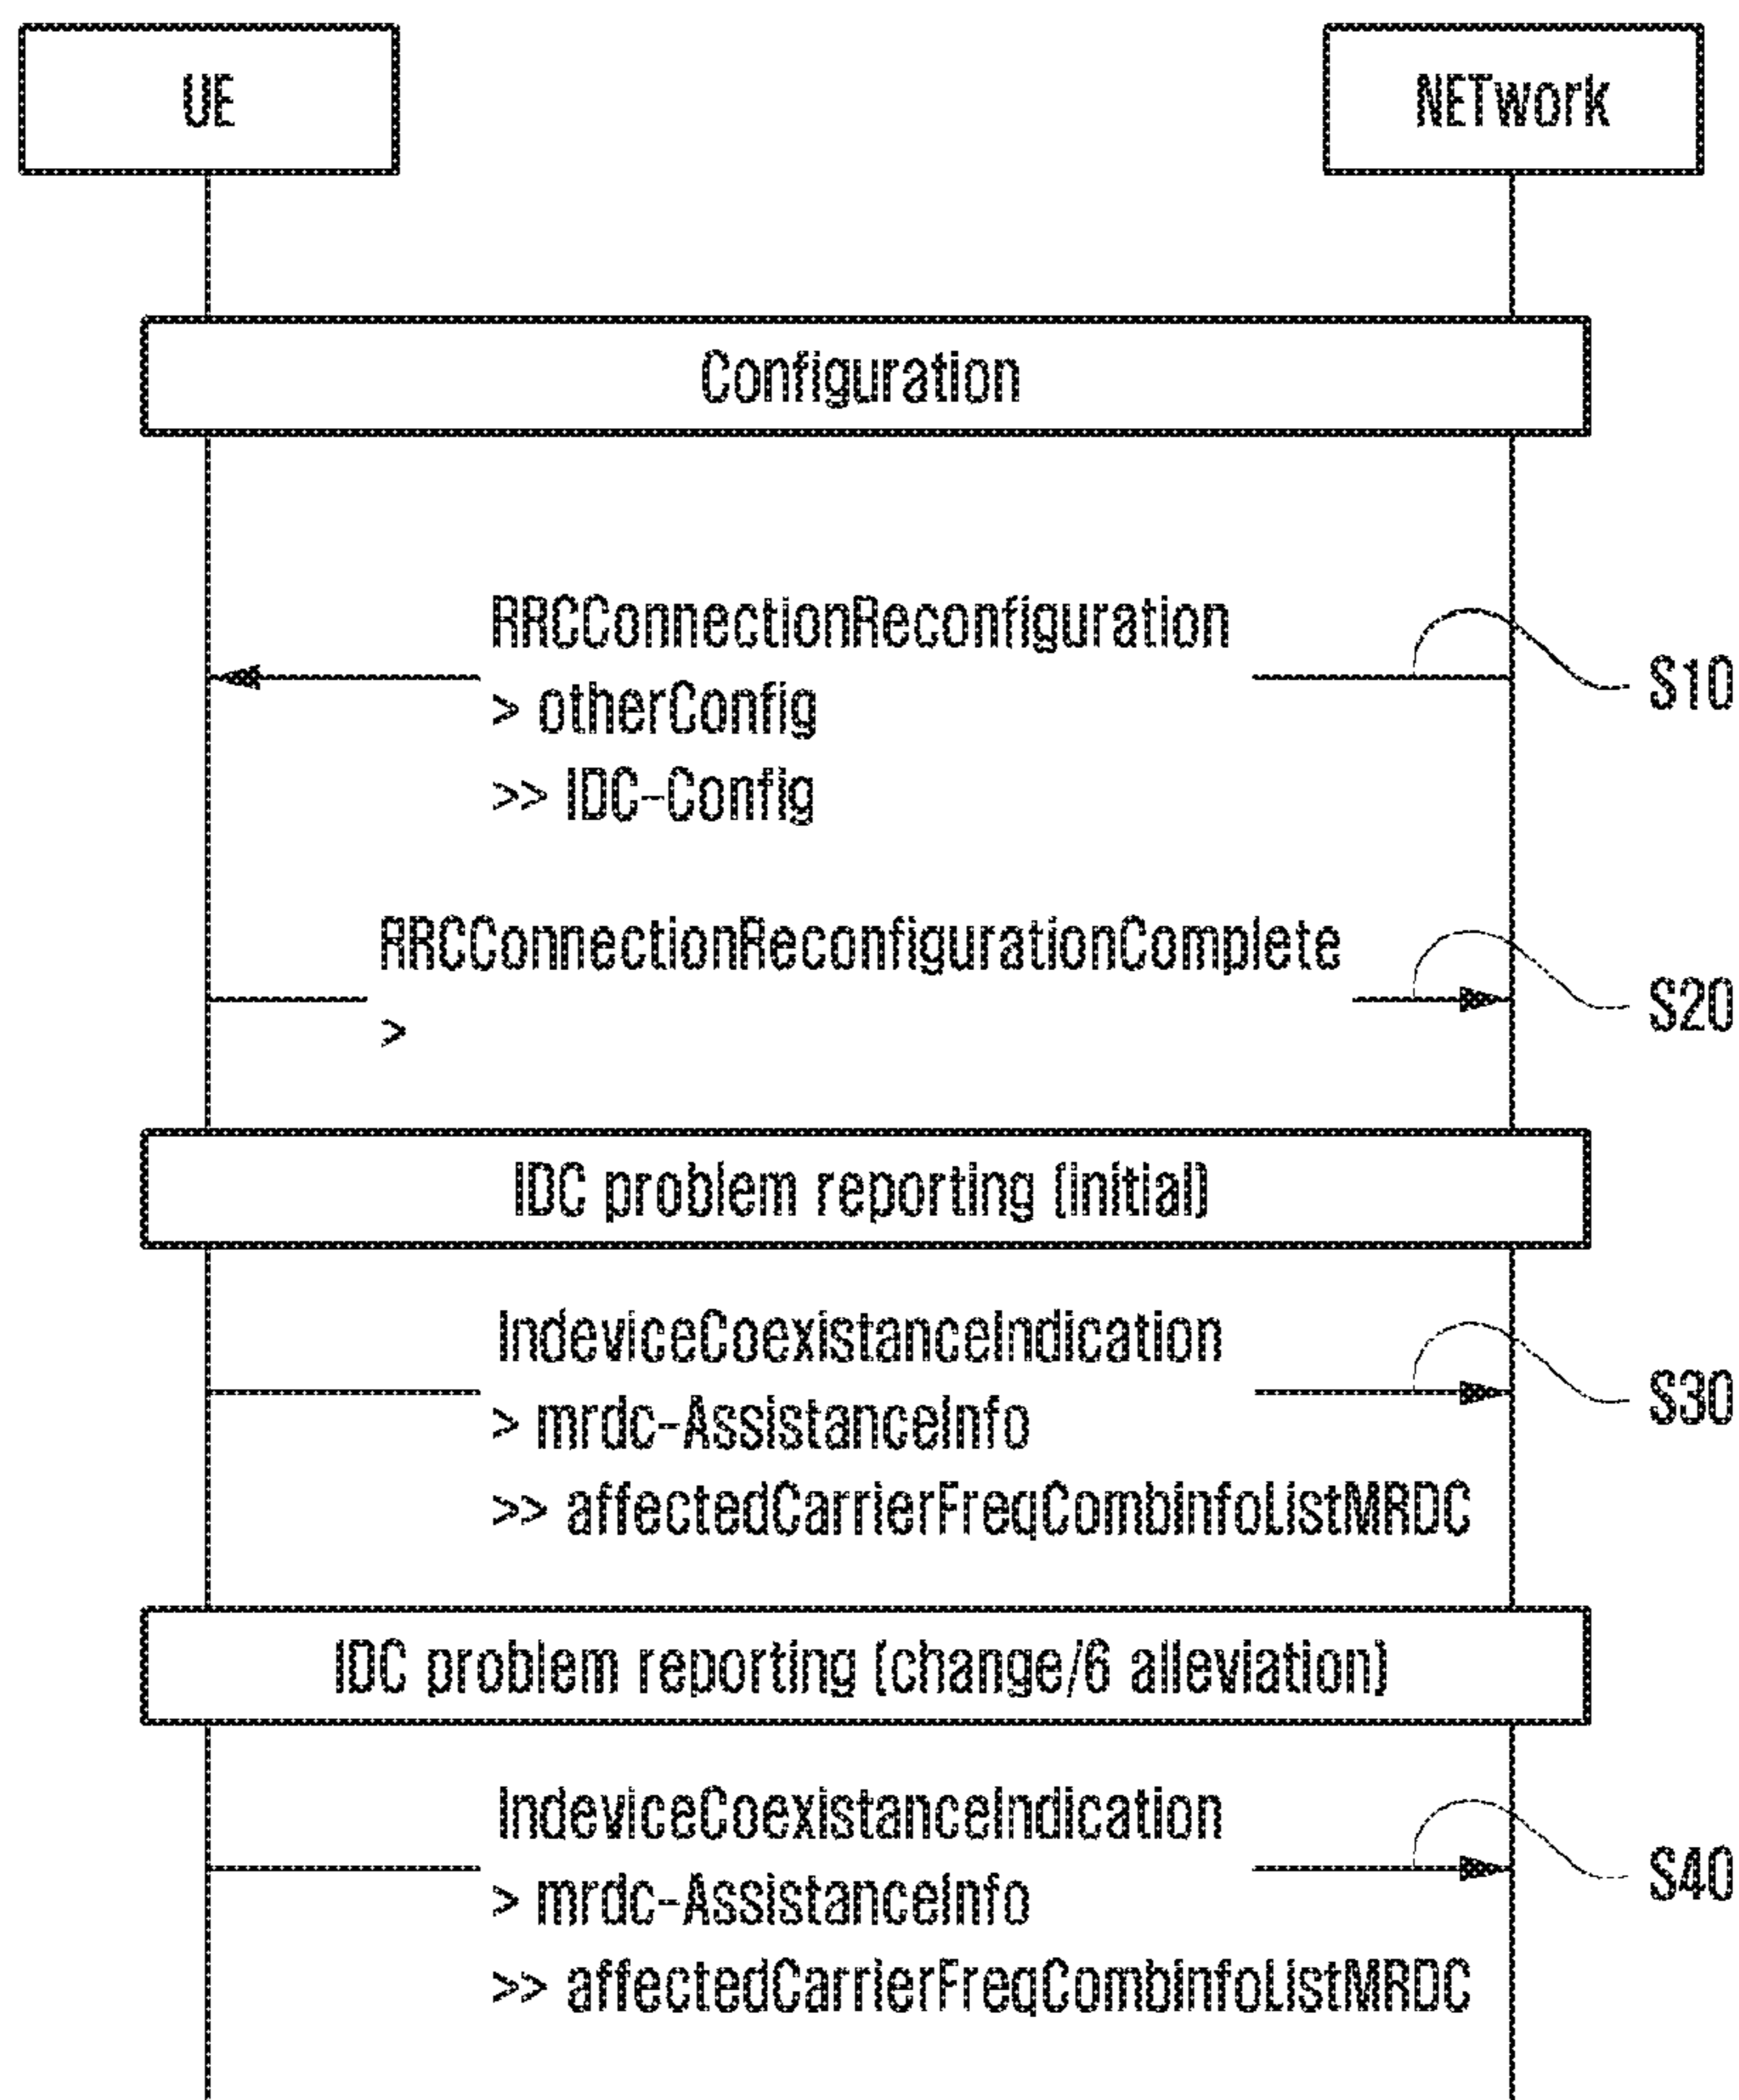 UE
NETwork
Configuration
RRCConnectionReconfiguration
> otherConfig
>> IDC-Config
S10
RRCConnectionReconfigurationComplete
>
S20
IDC problem reporting (initial)
IndeviceCoexistanceIndication
> mrdc-AssistanceInfo
>> affectedCarrierFreqCombInfoListMRDC
S30
IDC problem reporting (change/6 alleviation)
IndeviceCoexistanceIndication
> mrdc-AssistanceInfo
>> affectedCarrierFreqCombInfoListMRDC
S40